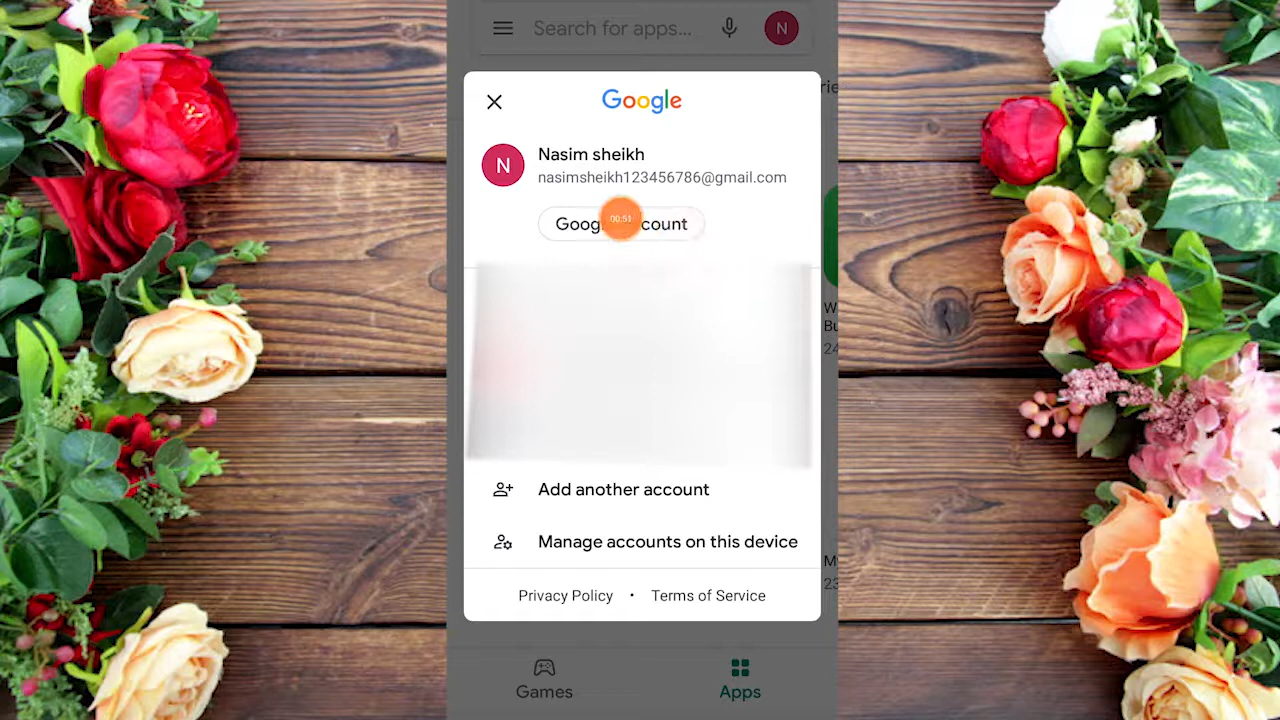 Search for apps...
N
Google
N
Nasim sheikh
nasimsheikh123456786@gmail.com
00:51
Add another account
Manage accounts on this device
Privacy Policy • Terms of Service
Games
Apps